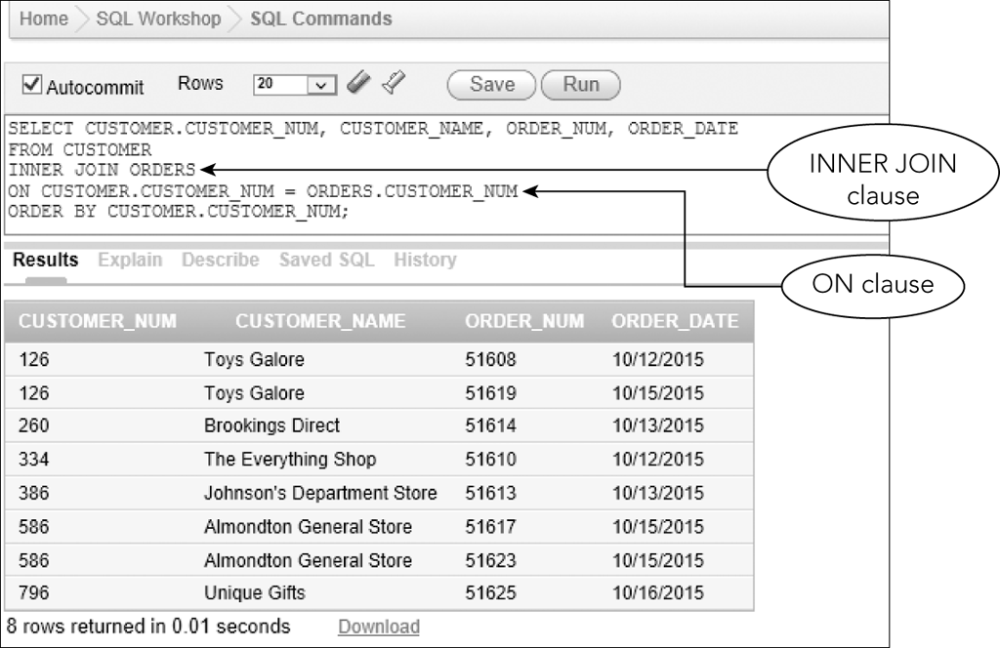 Home SQL Workshop SQL Commands
Autocommit Rows 20 Save Run
SELECT CUSTOMER.CUSTOMER_NUM, CUSTOMER_NAME, ORDER_NUM, ORDER_DATE
FROM CUSTOMER
INNER JOIN ORDERS
ON CUSTOMER.CUSTOMER_NUM = ORDERS.CUSTOMER_NUM
ORDER BY CUSTOMER.CUSTOMER_NUM;
INNER JOIN
clause
ON clause
Results Explain Describe Saved SQL History
CUSTOMER_NUM CUSTOMER_NAME ORDER_NUM ORDER_DATE
126 Toys Galore 51608 10/12/2015
126 Toys Galore 51619 10/15/2015
260 Brookings Direct 51614 10/13/2015
334 The Everything Shop 51610 10/12/2015
386 Johnson's Department Store 51613 10/13/2015
586 Almondton General Store 51617 10/15/2015
586 Almondton General Store 51623 10/15/2015
796 Unique Gifts 51625 10/16/2015
8 rows returned in 0.01 seconds Download